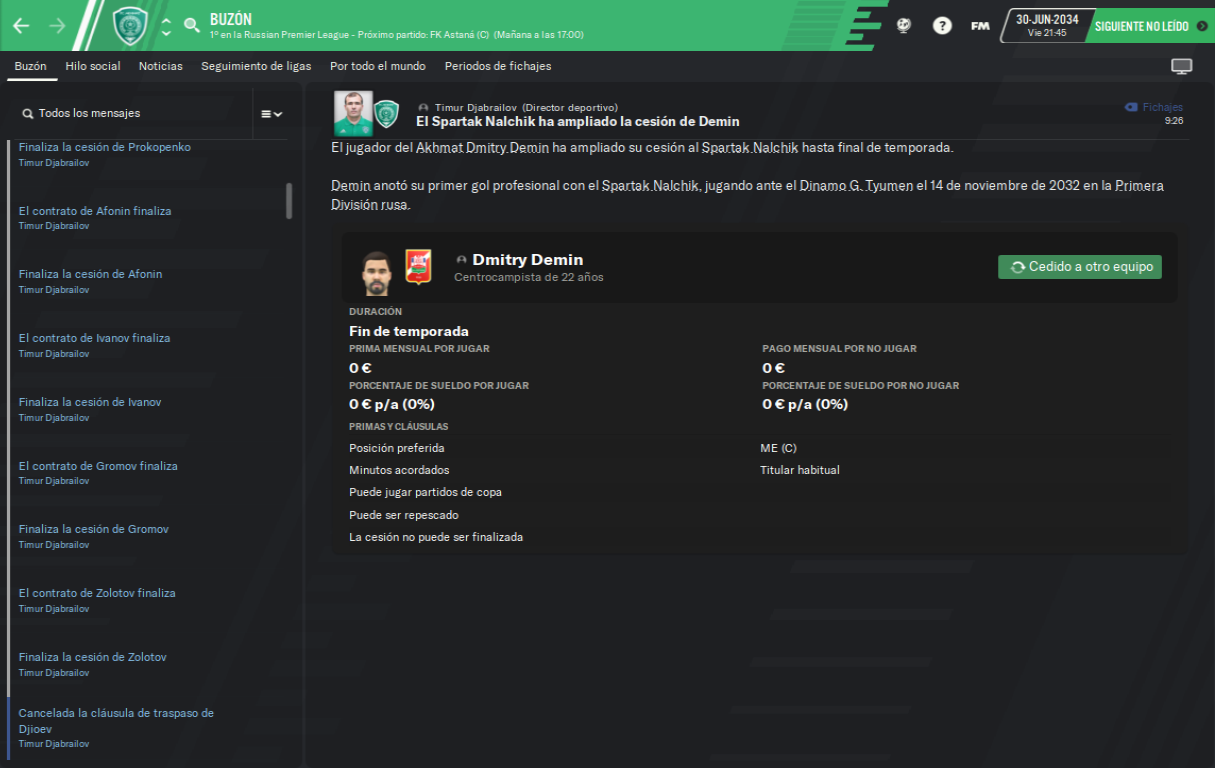 BUZÓN
1º en la Russian Premier League - Próximo partido: FK Astaná (C) (Mañana a las 17:00)
?
FM
30-JUN-2034
Vie 21:45
SIGUIENTE NO LEÍDO
Buzón Hilo social Noticias Seguimiento de ligas Por todo el mundo Periodos de fichajes
Todos los mensajes
Finaliza la cesión de Prokopenko
Timur Djabrailov
El contrato de Afonin finaliza
Timur Djabrailov
Finaliza la cesión de Afonin
Timur Djabrailov
El contrato de Ivanov finaliza
Timur Djabrailov
Finaliza la cesión de Ivanov
Timur Djabrailov
El contrato de Gromov finaliza
Timur Djabrailov
Finaliza la cesión de Gromov
Timur Djabrailov
El contrato de Zolotov finaliza
Timur Djabrailov
Finaliza la cesión de Zolotov
Timur Djabrailov
Cancelada la cláusula de traspaso de
Djioev
Timur Djabrailov
Timur Djabrailov (Director deportivo)
El Spartak Nalchik ha ampliado la cesión de Demin
Fichajes
9:26
El jugador del Akhmat Dmitry Demin ha ampliado su cesión al Spartak Nalchik hasta final de temporada.
Demin anotó su primer gol profesional con el Spartak Nalchik, jugando ante el Dinamo G. Tyumen el 14 de noviembre de 2032 en la Primera
División rusa.
Dmitry Demin
Centrocampista de 22 años
Cedido a otro equipo
DURACIÓN
Fin de temporada
PRIMA MENSUAL POR JUGAR PAGO MENSUAL POR NO JUGAR
0 € 0 €
PORCENTAJE DE SUELDO POR JUGAR PORCENTAJE DE SUELDO POR NO JUGAR
0 € p/a (0%) 0 € p/a (0%)
PRIMAS Y CLÁUSULAS
Posición preferida ME (C)
Minutos acordados Titular habitual
Puede jugar partidos de copa
Puede ser repescado
La cesión no puede ser finalizada